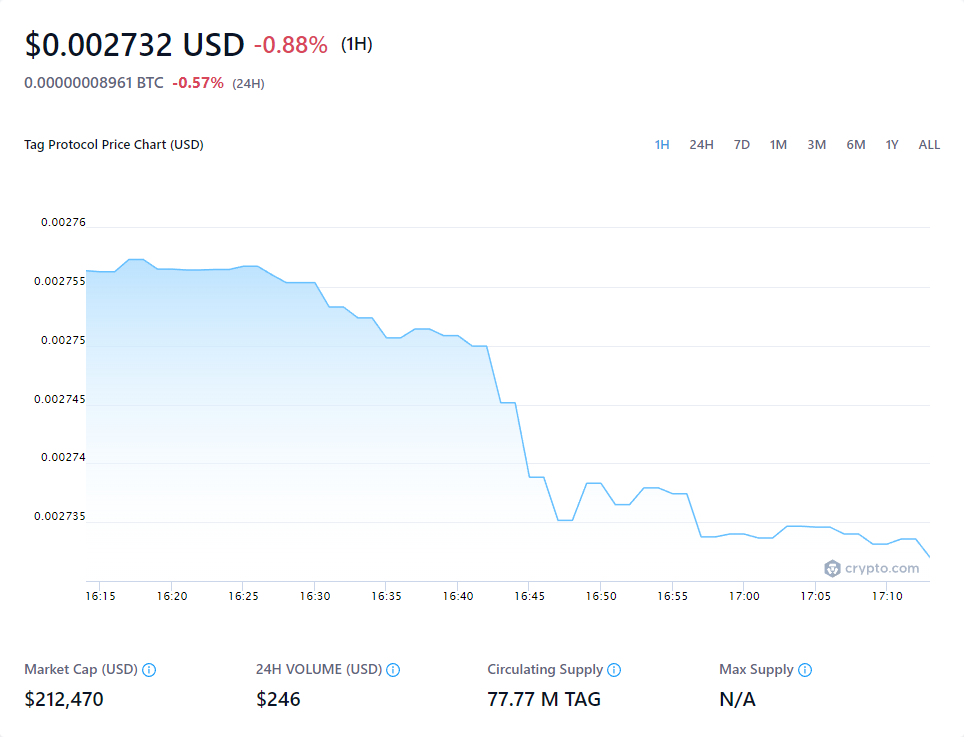 $0.002732 USD -0.88% (1H)
0.00000008961 BTC -0.57% (24H)
Tag Protocol Price Chart (USD)
1H 24H 7D 1M 3M 6M 1Y ALL
0.00276
0.002755
0.00275
0.002745
0.00274
0.002735
crypto.com
16:15 16:20 16:25 16:30 16:35 16:40 16:45 16:50 16:55 17:00 17:05 17:10
Market Cap (USD) 24H VOLUME (USD) Circulating Supply Max Supply
$212,470 $246 77.77 M TAG N/A